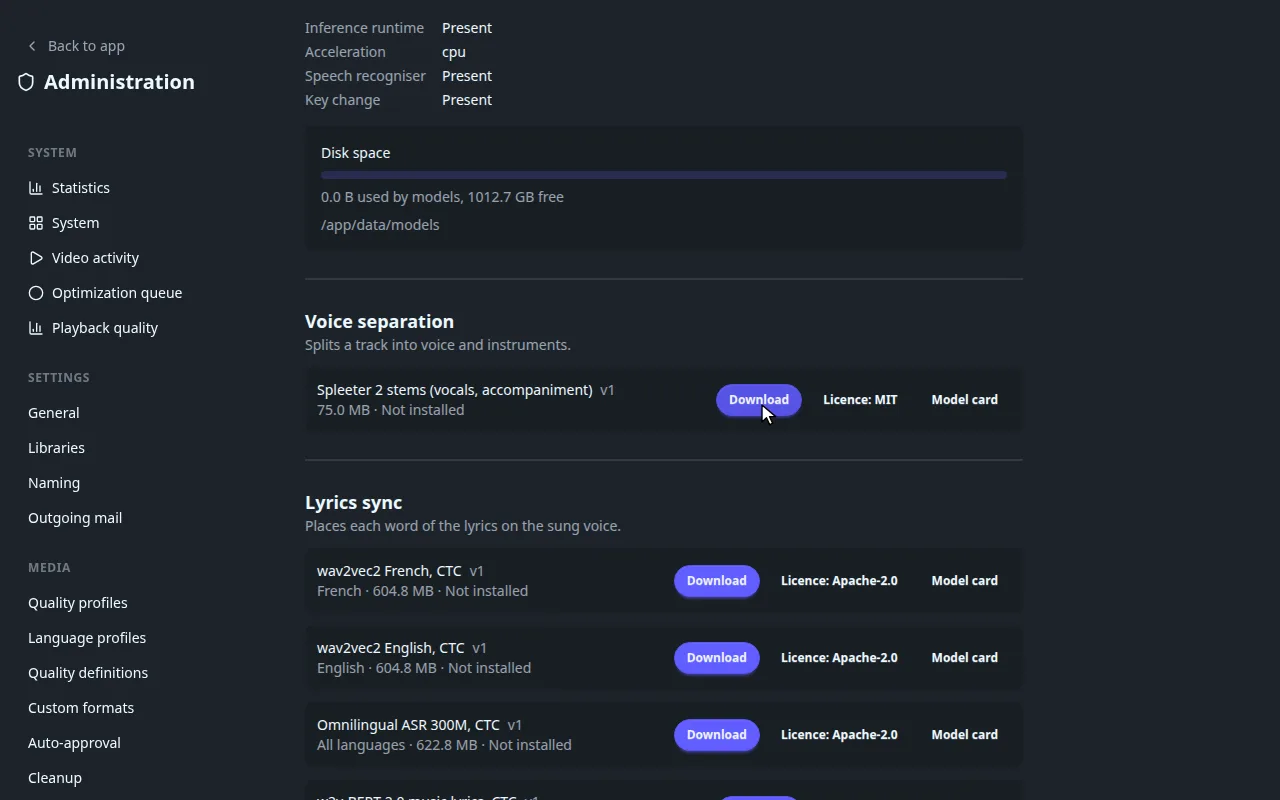 Back to app
Administration
SYSTEM
Statistics
System
Video activity
Optimization queue
Playback quality
SETTINGS
General
Libraries
Naming
Outgoing mail
MEDIA
Quality profiles
Language profiles
Quality definitions
Custom formats
Auto-approval
Cleanup
Inference runtime Present
Acceleration cpu
Speech recogniser Present
Key change Present
Disk space
0.0 B used by models, 1012.7 GB free
/app/data/models
Voice separation
Splits a track into voice and instruments.
Spleeter 2 stems (vocals, accompaniment) v1
75.0 MB · Not installed
Download Licence: MIT Model card
Lyrics sync
Places each word of the lyrics on the sung voice.
wav2vec2 French, CTC v1
French · 604.8 MB · Not installed
Download Licence: Apache-2.0 Model card
wav2vec2 English, CTC v1
English · 604.8 MB · Not installed
Download Licence: Apache-2.0 Model card
Omnilingual ASR 300M, CTC v1
All languages · 622.8 MB · Not installed
Download Licence: Apache-2.0 Model card